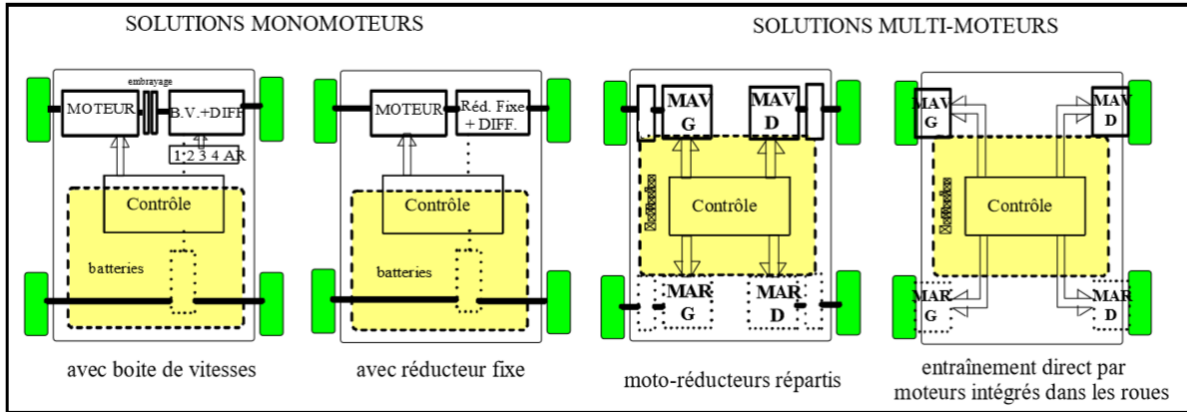 SOLUTIONS MONOMOTEURS
SOLUTIONS MULTI-MOTEURS
embrayage
MOTEUR
B.V.+DIFF
1 2 3 4 AR
Contrôle
batteries
avec boite de vitesses
MOTEUR
Réd. Fixe
+ DIFF.
Contrôle
batteries
avec réducteur fixe
MAV
G
MAV
D
Contrôle
MAR
G
MAR
D
moto-réducteurs répartis
MAV
G
MAV
D
Contrôle
MAR
G
MAR
D
entraînement direct par
moteurs intégrés dans les roues